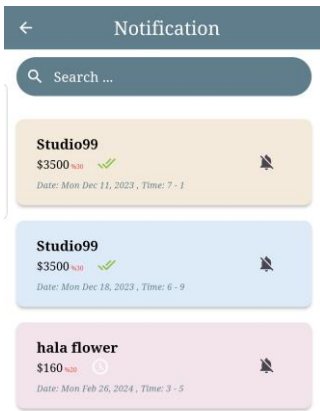 Notification
Search ...
Studio99
$3500 %30
Date: Mon Dec 11, 2023 , Time: 7 - 1
Studio99
$3500 %30
Date: Mon Dec 18, 2023 , Time: 6 - 9
hala flower
$160 %20
Date: Mon Feb 26, 2024 , Time: 3 - 5